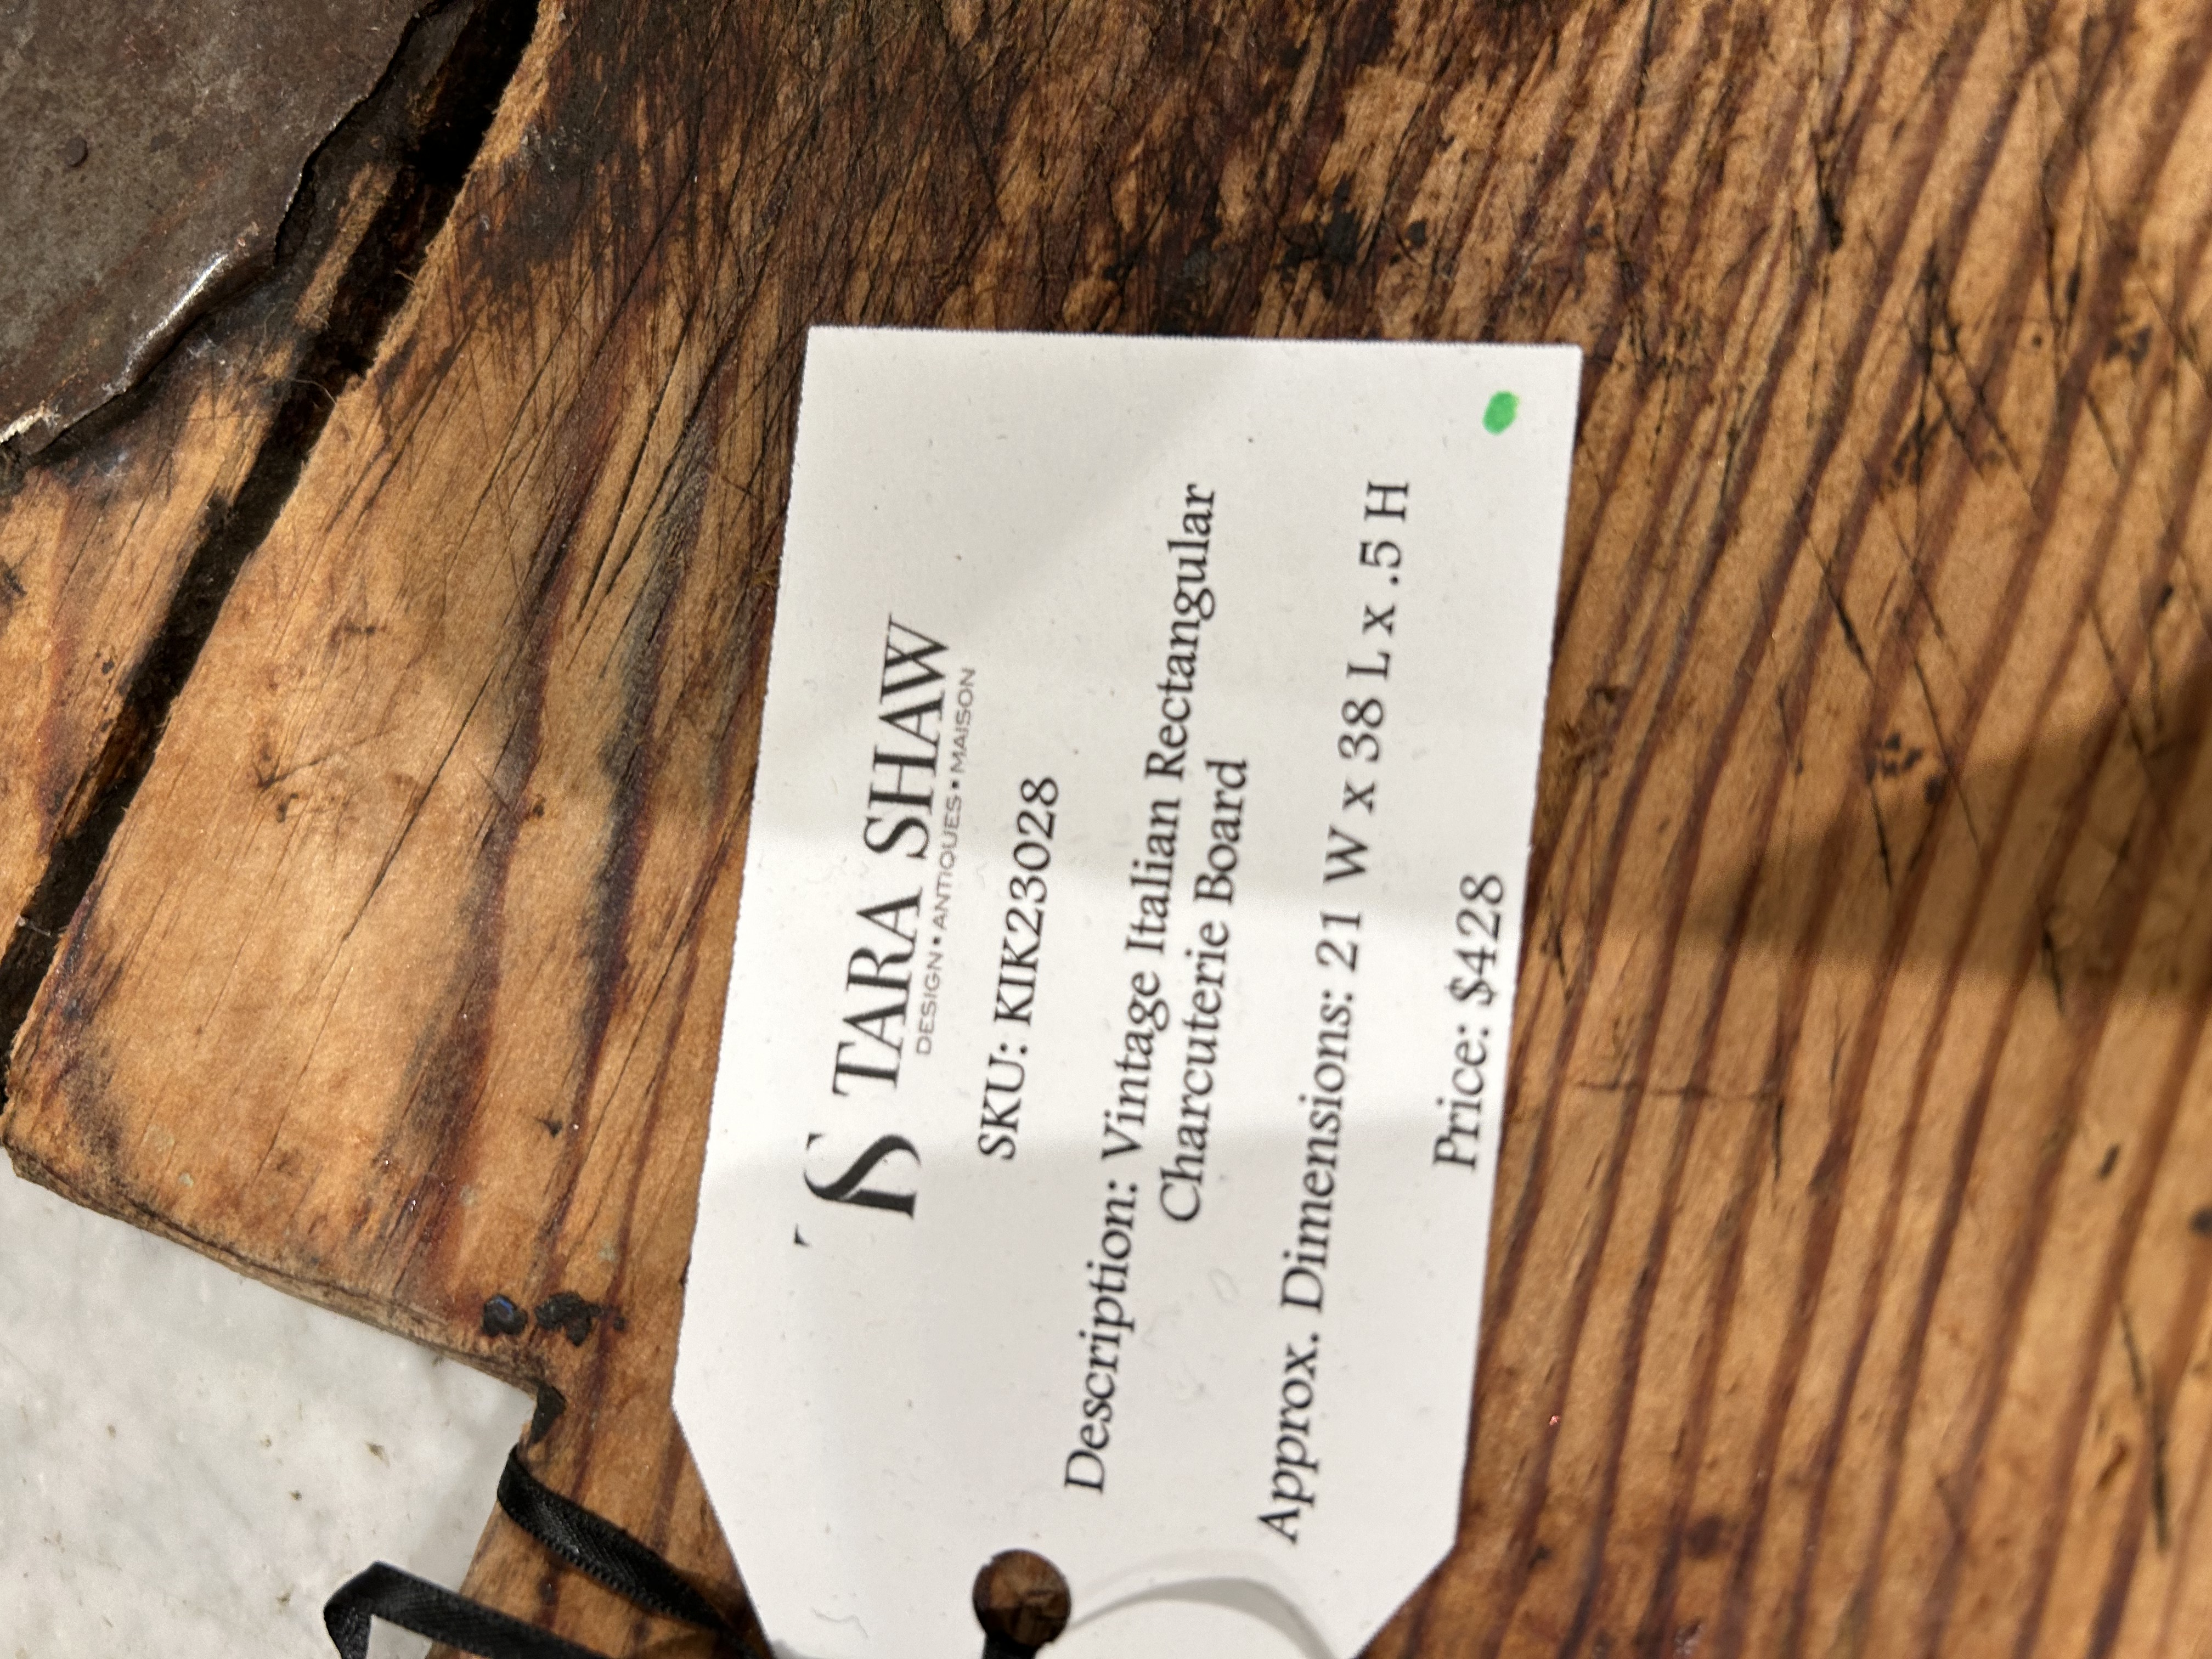 TARA SHAW
DESIGN • ANTIQUES • MAISON
SKU: KIK23028
Description: Vintage Italian Rectangular
Charcuterie Board
Approx. Dimensions: 21 W x 38 L x .5 H
Price: $428